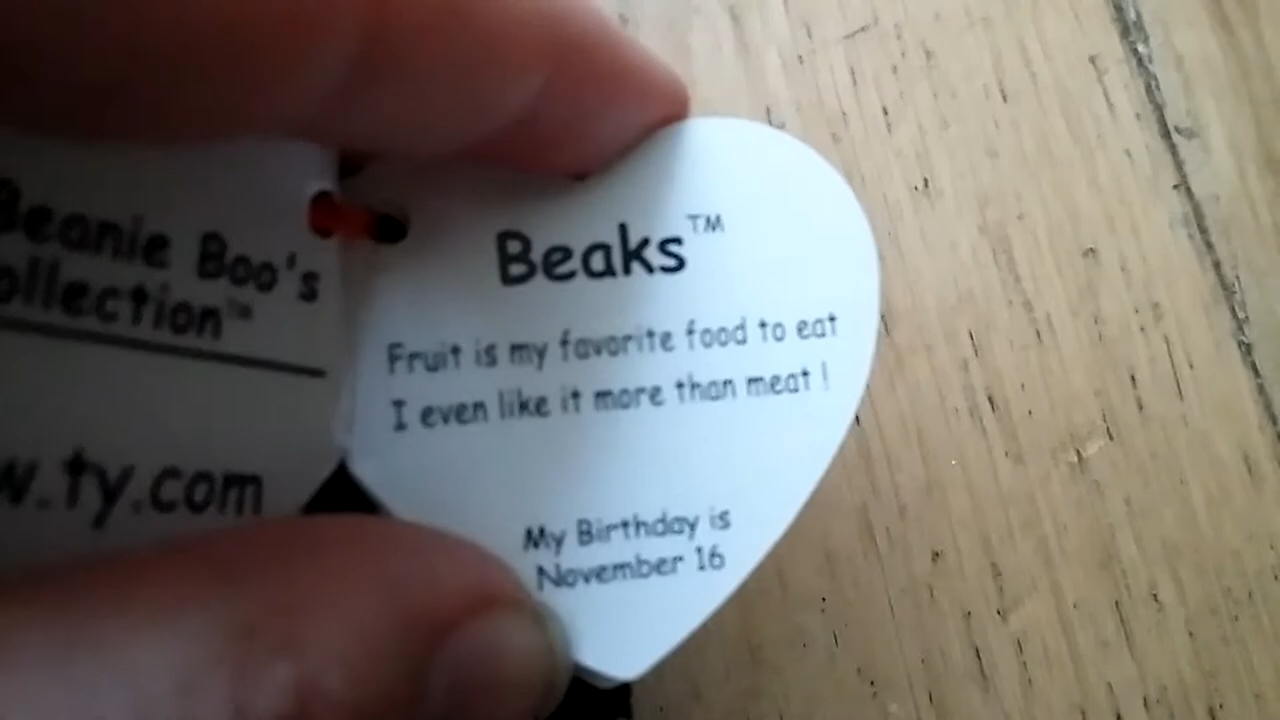 Beanie Boo's
ollection™
w.ty.com
Beaks™
Fruit is my favorite food to eat
I even like it more than meat !
My Birthday is
November 16